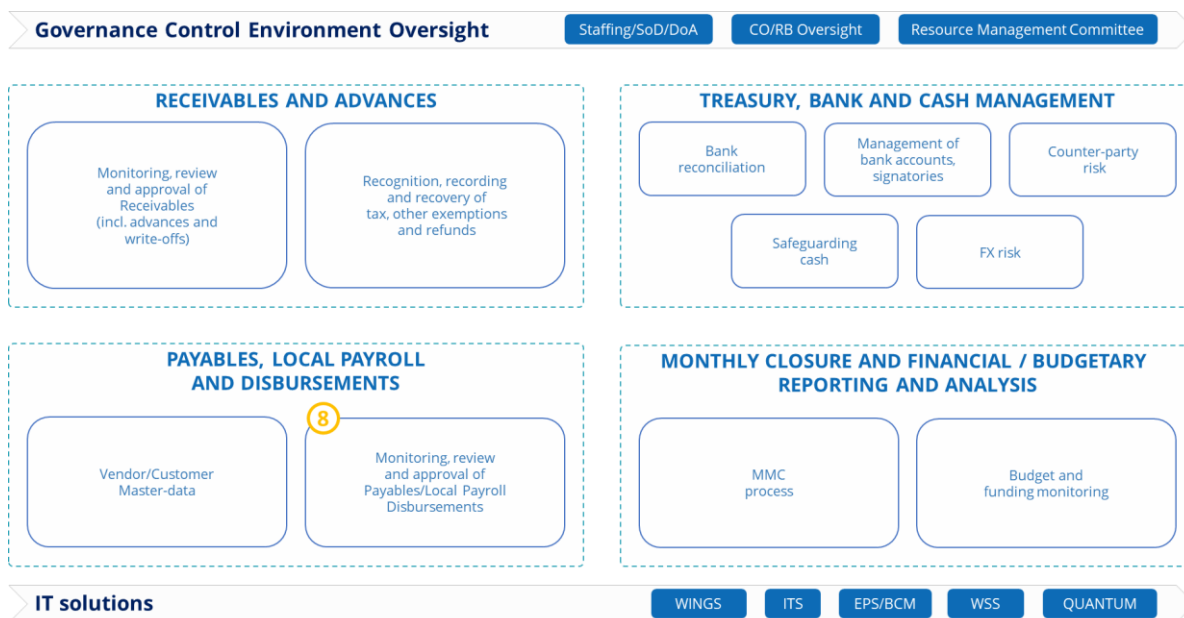 Governance Control Environment Oversight
Staffing/SoD/DoA
CO/RB Oversight
Resource Management Committee
RECEIVABLES AND ADVANCES
Monitoring, review
and approval of
Receivables
(incl. advances and
write-offs)
Recognition, recording
and recovery of
tax, other exemptions
and refunds
TREASURY, BANK AND CASH MANAGEMENT
Bank
reconciliation
Management of
bank accounts,
signatories
Counter-party
risk
Safeguarding
cash
FX risk
PAYABLES, LOCAL PAYROLL
AND DISBURSEMENTS
Vendor/Customer
Master-data
8
Monitoring, review
and approval of
Payables/Local Payroll
Disbursements
MONTHLY CLOSURE AND FINANCIAL / BUDGETARY
REPORTING AND ANALYSIS
MMC
process
Budget and
funding monitoring
IT solutions
WINGS
ITS
EPS/BCM
WSS
QUANTUM